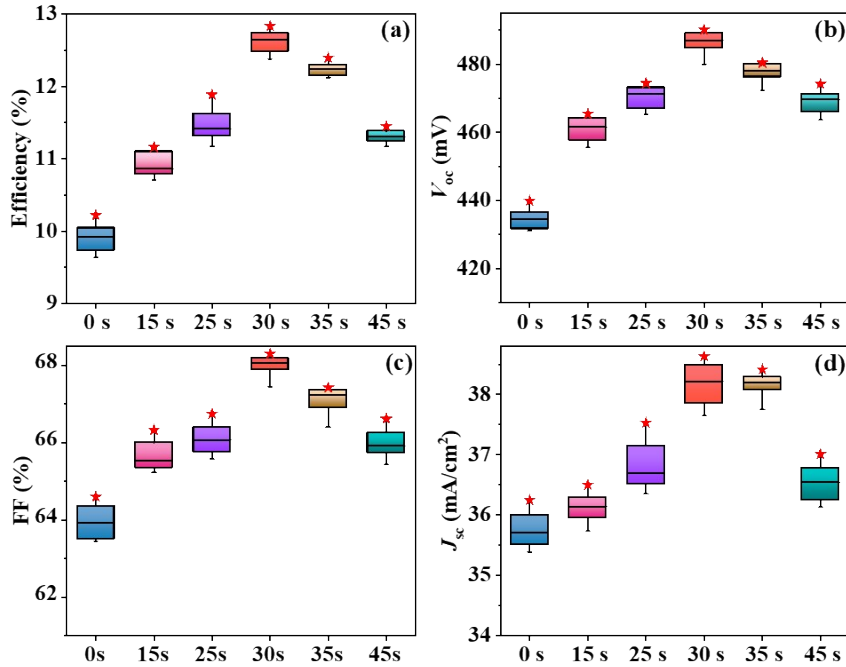 (a)
Efficiency (%)
13
12
11
10
9
0 s 15 s 25 s 30 s 35 s 45 s
(b)
Voc (mV)
480
460
440
420
0 s 15 s 25 s 30 s 35 s 45 s
(c)
FF (%)
68
66
64
62
0s 15s 25s 30s 35s 45s
(d)
Jsc (mA/cm²)
38
37
36
35
34
0 s 15 s 25 s 30 s 35 s 45 s